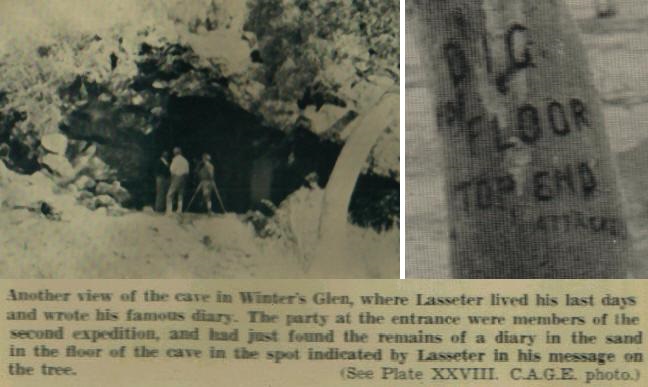 DIG
FLOOR
TOP END
ATTACKED
Another view of the cave in Winter's Glen, where Lasseter lived his last days
and wrote his famous diary. The party at the entrance were members of the
second expedition, and had just found the remains of a diary in the sand
in the floor of the cave in the spot indicated by Lasseter in his message on
the tree.
(See Plate XXVIII. C.A.G.E. photo.)